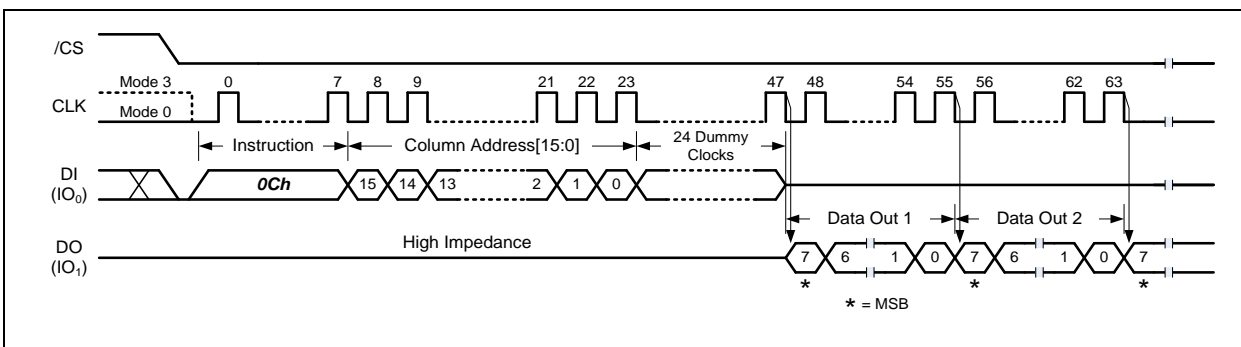 /CS
Mode 3 0 7 8 9 21 22 23 47 48 54 55 56 62 63
CLK
Mode 0
Instruction Column Address[15:0] 24 Dummy Clocks
DI
(IO0) 0Ch 15 14 13 2 1 0
Data Out 1 Data Out 2
DO
(IO1) High Impedance 7 6 1 0 7 6 1 0 7
* * *
* = MSB